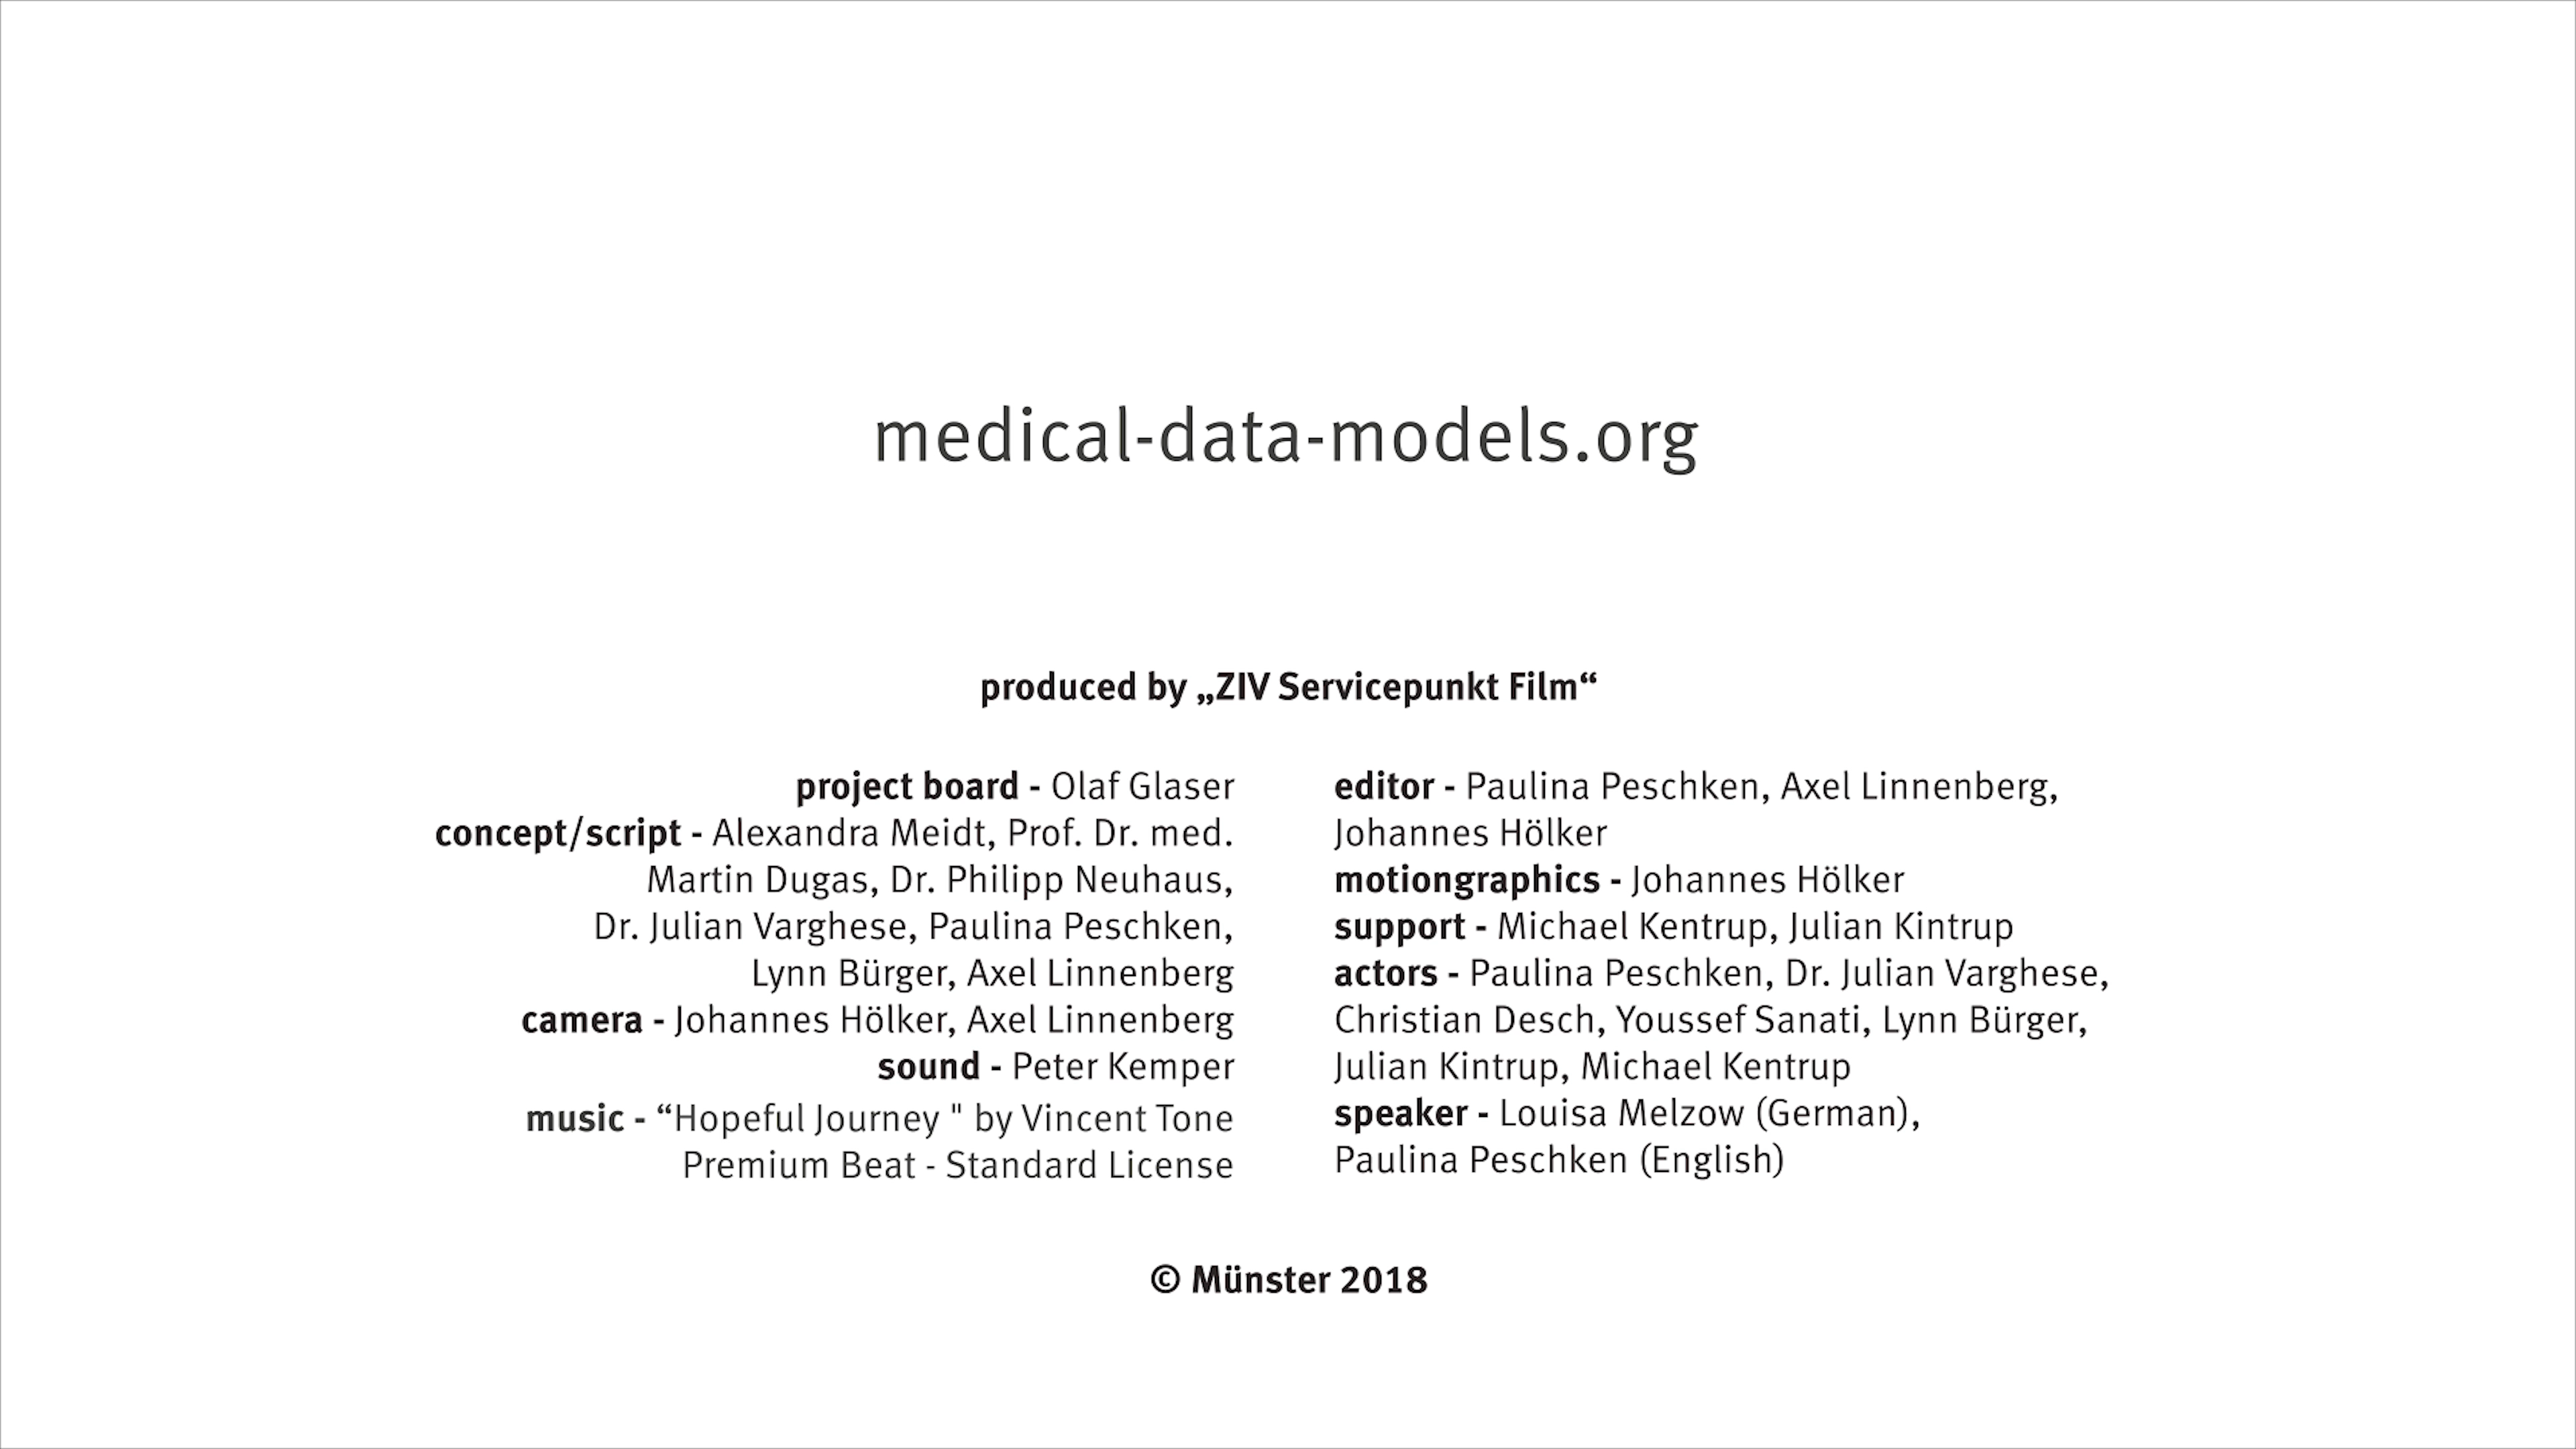 medical-data-models.org
produced by „ZIV Servicepunkt Film“
project board - Olaf Glaser
concept/script - Alexandra Meidt, Prof. Dr. med.
Martin Dugas, Dr. Philipp Neuhaus,
Dr. Julian Varghese, Paulina Peschken,
Lynn Bürger, Axel Linnenberg
camera - Johannes Hölker, Axel Linnenberg
sound - Peter Kemper
music - “Hopeful Journey " by Vincent Tone
Premium Beat - Standard License
editor - Paulina Peschken, Axel Linnenberg,
Johannes Hölker
motiongraphics - Johannes Hölker
support - Michael Kentrup, Julian Kintrup
actors - Paulina Peschken, Dr. Julian Varghese,
Christian Desch, Youssef Sanati, Lynn Bürger,
Julian Kintrup, Michael Kentrup
speaker - Louisa Melzow (German),
Paulina Peschken (English)
© Münster 2018